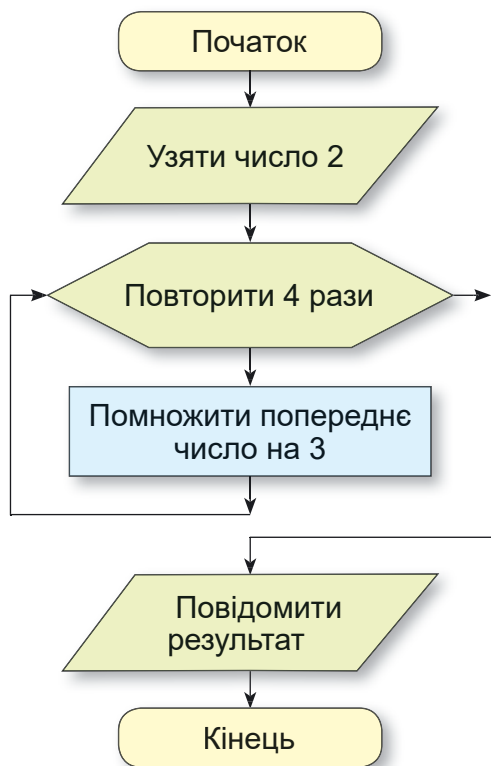 Початок
Узяти число 2
Повторити 4 рази
Помножити попереднє
число на 3
Повідомити
результат
Кінець